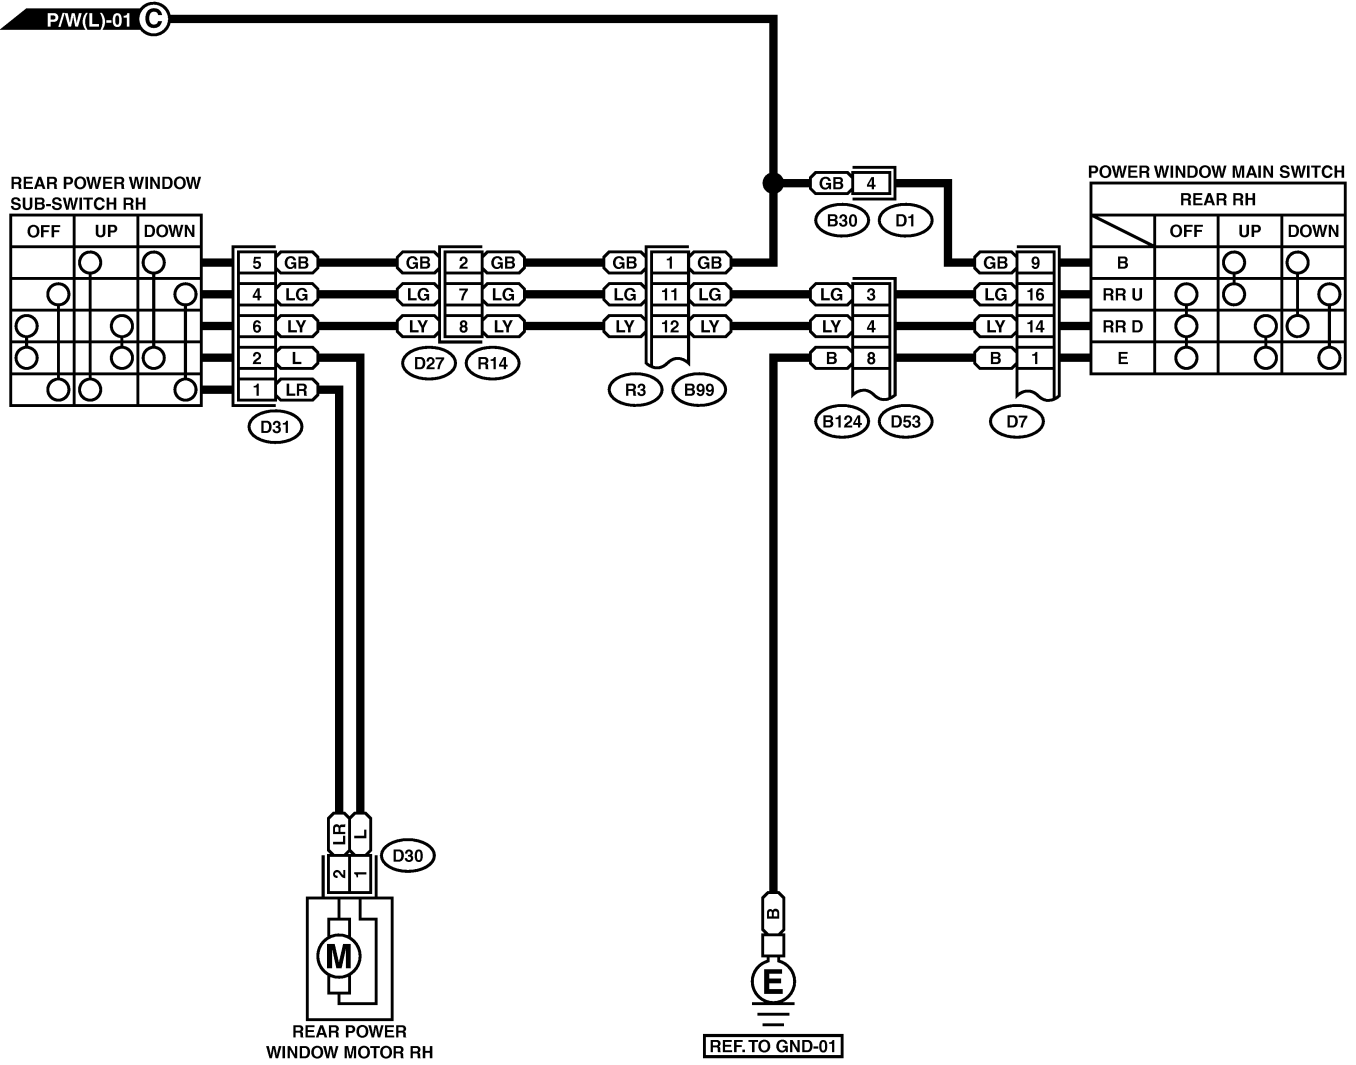 P/W(L)-01 C
POWER WINDOW MAIN SWITCH
REAR RH
OFF UP DOWN
B
RR U
RR D
E
REAR POWER WINDOW
SUB-SWITCH RH
OFF UP DOWN
GB 4
B30 D1
5 GB GB 2 GB GB 1 GB GB 9
4 LG LG 7 LG LG 11 LG LG 3 LG 16
6 LY LY 8 LY LY 12 LY LY 4 LY 14
2 L B 8 B 1
1 LR
D27 R14
R3 B99
D31
B124 D53
D7
LR L
2 1
D30
M
REAR POWER
WINDOW MOTOR RH
B
E
REF. TO GND-01